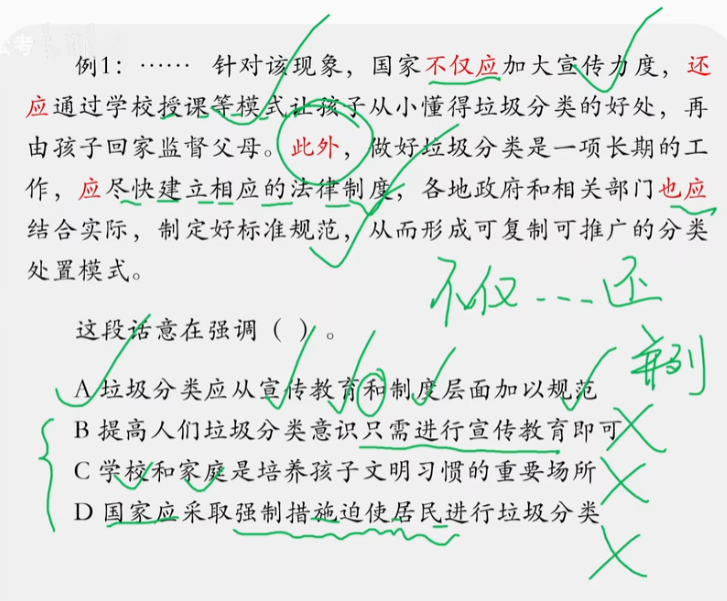 例1：…… 针对该现象，国家不仅应加大宣传力度，还
应通过学校授课等模式让孩子从小懂得垃圾分类的好处，再
由孩子回家监督父母。此外，做好垃圾分类是一项长期的工
作，应尽快建立相应的法律制度，各地政府和相关部门也应
结合实际，制定好标准规范，从而形成可复制可推广的分类
处置模式。
不仅...还
这段话意在强调（ ）。
并列
A 垃圾分类应从宣传教育和制度层面加以规范
B 提高人们垃圾分类意识只需进行宣传教育即可
C 学校和家庭是培养孩子文明习惯的重要场所
D 国家应采取强制措施迫使居民进行垃圾分类